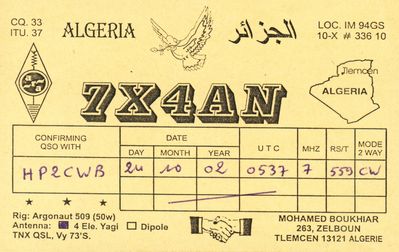 CQ. 33
ITU. 37
ALGERIA
الجزائر
LOC. IM 94GS
10-X # 336 10
7X4AN
Tlemcen
ALGERIA
CONFIRMING QSO WITH DATE UTC MHZ RS/T MODE 2 WAY
DAY MONTH YEAR
HP2CWB 24 10 02 0537 7 559 CW
Rig: Argonaut 509 (50w)
Antenna: 4 Ele. Yagi Dipole
TNX QSL, Vy 73'S.
MOHAMED BOUKHIAR
263, ZELBOUN
TLEMCEN 13121 ALGERIE